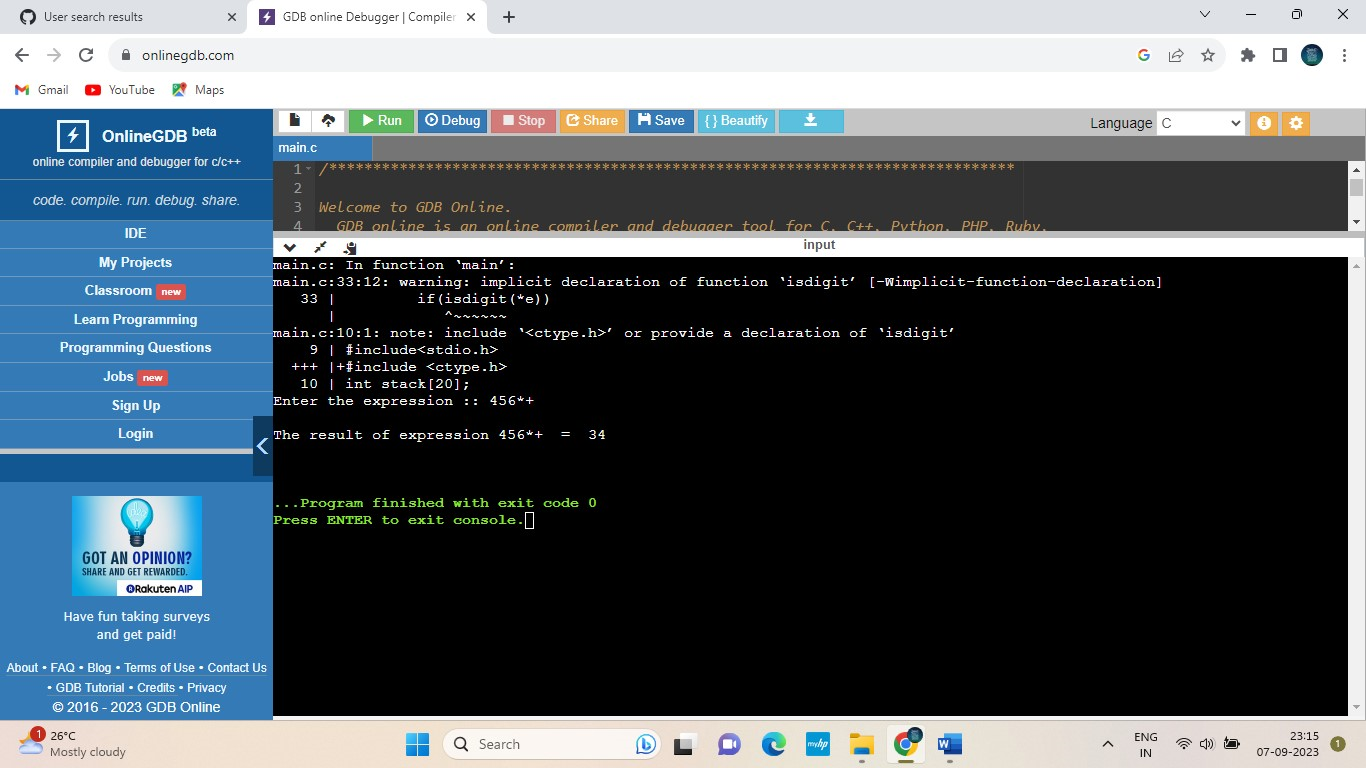 User search results
GDB online Debugger | Compiler
onlinegdb.com
Gmail YouTube Maps
OnlineGDB beta
online compiler and debugger for c/c++
code. compile. run. debug. share.
IDE
My Projects
Classroom new
Learn Programming
Programming Questions
Jobs new
Sign Up
Login
GOT AN OPINION?
SHARE AND GET REWARDED.
Rakuten AIP
Have fun taking surveys
and get paid!
About • FAQ • Blog • Terms of Use • Contact Us
• GDB Tutorial • Credits • Privacy
© 2016 - 2023 GDB Online
Run Debug Stop Share Save { } Beautify
Language C
main.c
1 /******************************************************************************
2
3 Welcome to GDB Online.
4 GDB online is an online compiler and debugger tool for C, C++, Python, PHP, Ruby,
input
main.c: In function ‘main’:
main.c:33:12: warning: implicit declaration of function ‘isdigit’ [-Wimplicit-function-declaration]
33 | if(isdigit(*e))
| ^~~~~~~
main.c:10:1: note: include ‘<ctype.h>’ or provide a declaration of ‘isdigit’
9 | #include<stdio.h>
+++ |+#include <ctype.h>
10 | int stack[20];
Enter the expression :: 456*+
The result of expression 456*+ = 34
...Program finished with exit code 0
Press ENTER to exit console.
1
26°C
Mostly cloudy
Search
myhp
W
ENG
IN
23:15
07-09-2023
1